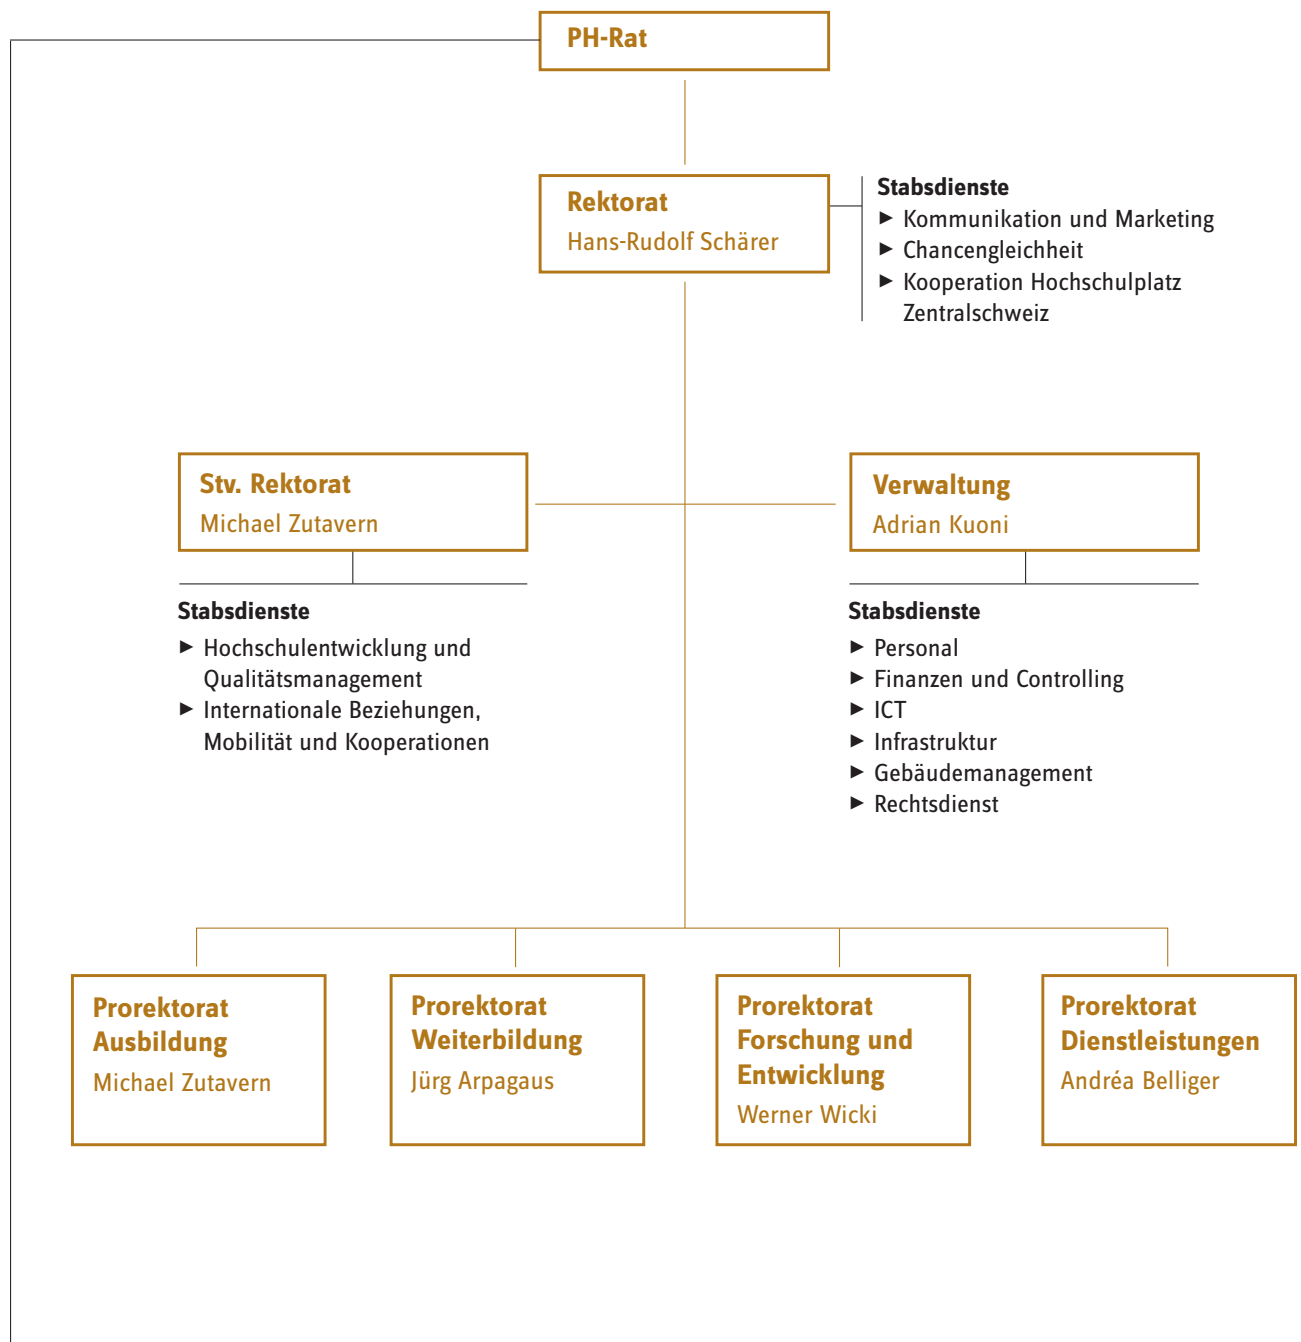 PH-Rat
Rektorat
Hans-Rudolf Schärer
Stabsdienste
► Kommunikation und Marketing
► Chancengleichheit
► Kooperation Hochschulplatz
Zentralschweiz
Stv. Rektorat
Michael Zutavern
Stabsdienste
► Hochschulentwicklung und
Qualitätsmanagement
► Internationale Beziehungen,
Mobilität und Kooperationen
Verwaltung
Adrian Kuoni
Stabsdienste
► Personal
► Finanzen und Controlling
► ICT
► Infrastruktur
► Gebäudemanagement
► Rechtsdienst
Prorektorat
Ausbildung
Michael Zutavern
Prorektorat
Weiterbildung
Jürg Arpagaus
Prorektorat
Forschung und
Entwicklung
Werner Wicki
Prorektorat
Dienstleistungen
Andréa Belliger